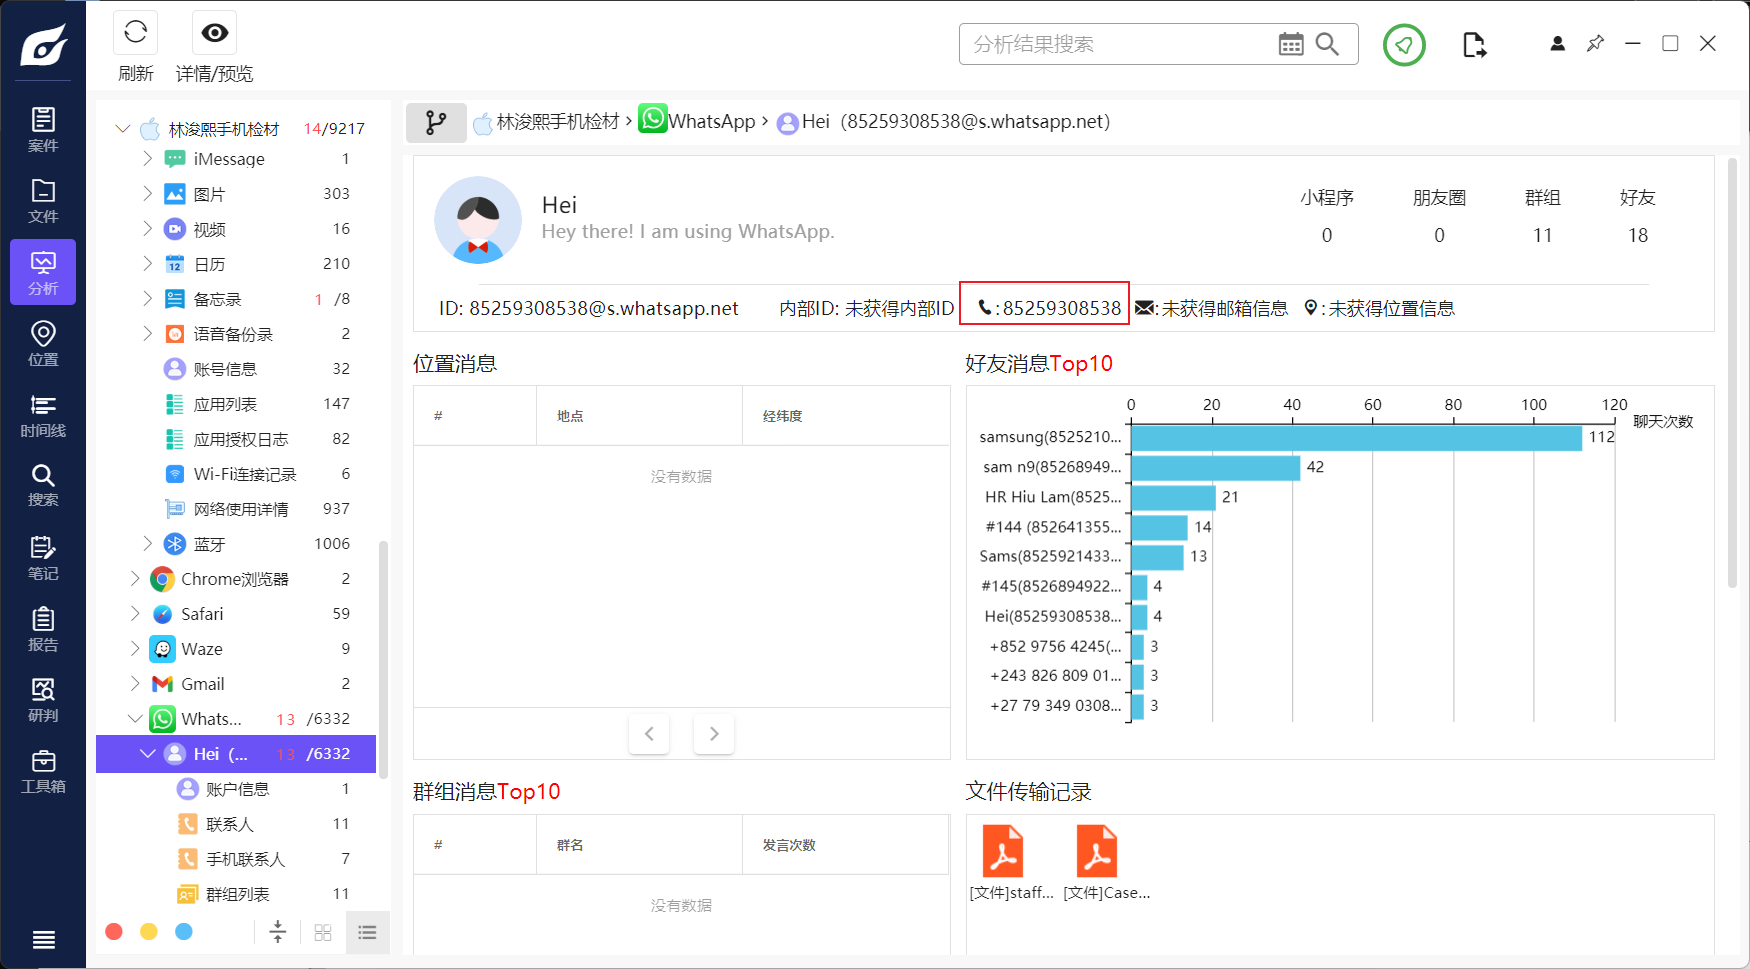 刷新
详情/预览
分析结果搜索
案件
文件
分析
位置
时间线
搜索
笔记
报告
研判
工具箱
林浚熙手机检材 14/9217
iMessage 1
图片 303
视频 16
12 日历 210
备忘录 1 /8
语音备份录 2
账号信息 32
应用列表 147
应用授权日志 82
Wi-Fi连接记录 6
网络使用详情 937
蓝牙 1006
Chrome浏览器 2
Safari 59
Waze 9
Gmail 2
Whats... 13 /6332
Hei（... 13 /6332
账户信息 1
联系人 11
手机联系人 7
群组列表 11
林浚熙手机检材 › WhatsApp › Hei（85259308538@s.whatsapp.net）
Hei
Hey there! I am using WhatsApp.
小程序 朋友圈 群组 好友
0 0 11 18
ID: 85259308538@s.whatsapp.net 内部ID: 未获得内部ID :85259308538 :未获得邮箱信息 :未获得位置信息
位置消息
# 地点 经纬度
没有数据
好友消息Top10
0 20 40 60 80 100 120
聊天次数
samsung(8525210... 112
sam n9(85268949... 42
HR Hiu Lam(8525... 21
#144 (852641355... 14
Sams(8525921433... 13
#145(8526894922... 4
Hei(85259308538... 4
+852 9756 4245(... 3
+243 826 809 01... 3
+27 79 349 0308... 3
群组消息Top10
# 群名 发言次数
没有数据
文件传输记录
[文件]staff... [文件]Case...